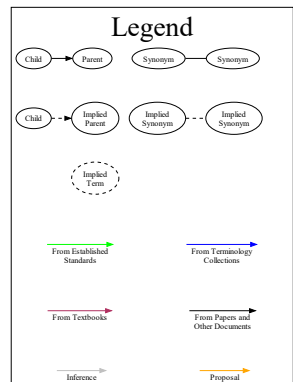 Legend
Child Parent Synonym Synonym
Child Implied Parent Implied Synonym Implied Synonym
Implied Term
From Established Standards From Terminology Collections
From Textbooks From Papers and Other Documents
Inference Proposal